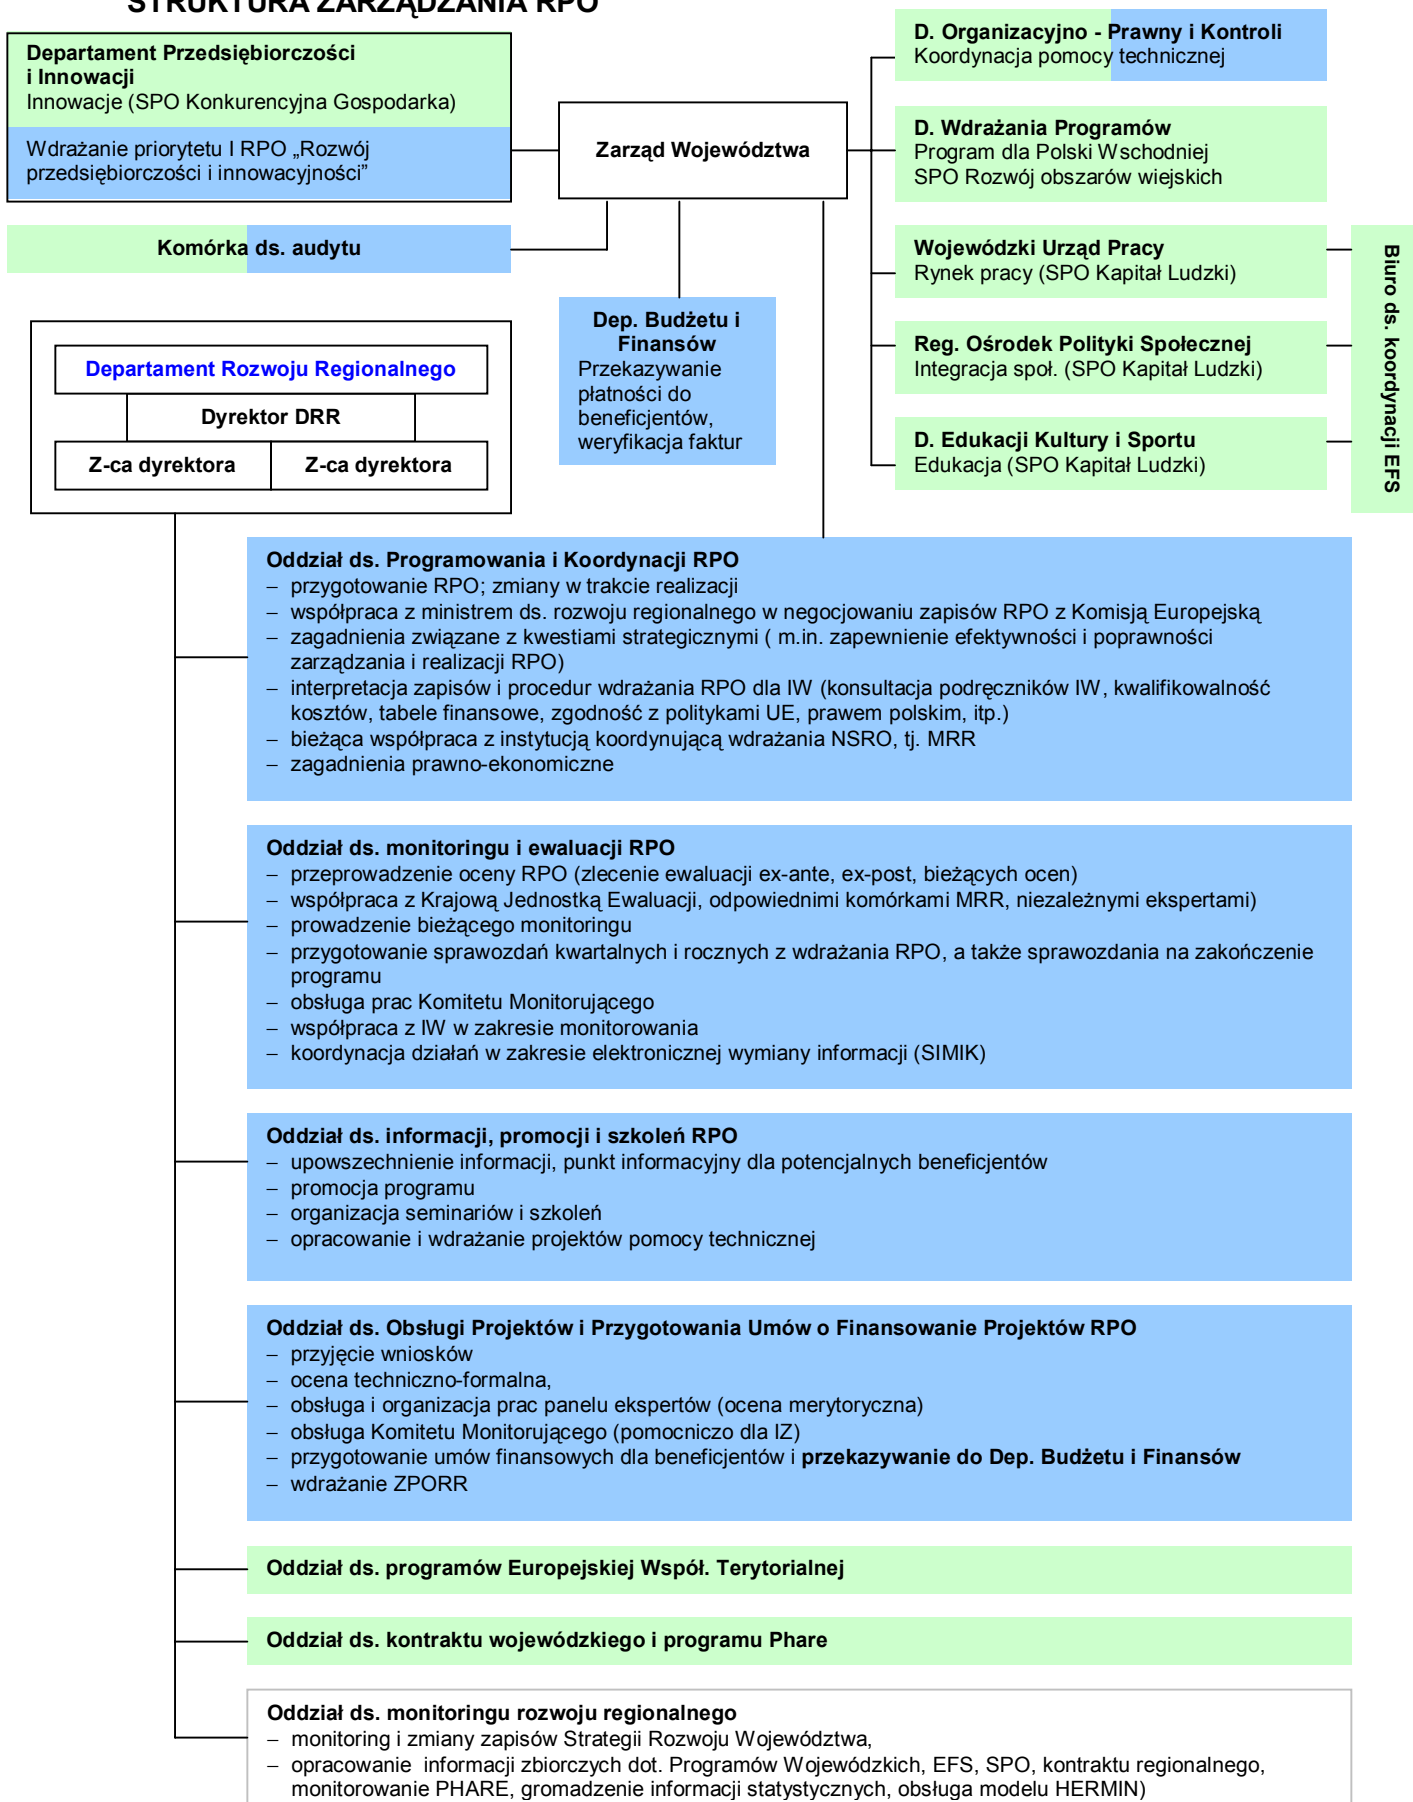 STRUKTURA ZARZĄDZANIA RPO
Departament Przedsiębiorczości
i Innowacji
Innowacje (SPO Konkurencyjna Gospodarka)
Wdrażanie priorytetu I RPO „Rozwój
przedsiębiorczości i innowacyjności”
Komórka ds. audytu
Zarząd Województwa
D. Organizacyjno - Prawny i Kontroli
Koordynacja pomocy technicznej
D. Wdrażania Programów
Program dla Polski Wschodniej
SPO Rozwój obszarów wiejskich
Wojewódzki Urząd Pracy
Rynek pracy (SPO Kapitał Ludzki)
Reg. Ośrodek Polityki Społecznej
Integracja społ. (SPO Kapitał Ludzki)
D. Edukacji Kultury i Sportu
Edukacja (SPO Kapitał Ludzki)
Biuro ds. koordynacji EFS
Dep. Budżetu i
Finansów
Przekazywanie
płatności do
beneficjentów,
weryfikacja faktur
Departament Rozwoju Regionalnego
Dyrektor DRR
Z-ca dyrektora
Z-ca dyrektora
Oddział ds. Programowania i Koordynacji RPO
– przygotowanie RPO; zmiany w trakcie realizacji
– współpraca z ministrem ds. rozwoju regionalnego w negocjowaniu zapisów RPO z Komisją Europejską
– zagadnienia związane z kwestiami strategicznymi ( m.in. zapewnienie efektywności i poprawności
zarządzania i realizacji RPO)
– interpretacja zapisów i procedur wdrażania RPO dla IW (konsultacja podręczników IW, kwalifikowalność
kosztów, tabele finansowe, zgodność z politykami UE, prawem polskim, itp.)
– bieżąca współpraca z instytucją koordynującą wdrażania NSRO, tj. MRR
– zagadnienia prawno-ekonomiczne
Oddział ds. monitoringu i ewaluacji RPO
– przeprowadzenie oceny RPO (zlecenie ewaluacji ex-ante, ex-post, bieżących ocen)
– współpraca z Krajową Jednostką Ewaluacji, odpowiednimi komórkami MRR, niezależnymi ekspertami)
– prowadzenie bieżącego monitoringu
– przygotowanie sprawozdań kwartalnych i rocznych z wdrażania RPO, a także sprawozdania na zakończenie
programu
– obsługa prac Komitetu Monitorującego
– współpraca z IW w zakresie monitorowania
– koordynacja działań w zakresie elektronicznej wymiany informacji (SIMIK)
Oddział ds. informacji, promocji i szkoleń RPO
– upowszechnienie informacji, punkt informacyjny dla potencjalnych beneficjentów
– promocja programu
– organizacja seminariów i szkoleń
– opracowanie i wdrażanie projektów pomocy technicznej
Oddział ds. Obsługi Projektów i Przygotowania Umów o Finansowanie Projektów RPO
– przyjęcie wniosków
– ocena techniczno-formalna,
– obsługa i organizacja prac panelu ekspertów (ocena merytoryczna)
– obsługa Komitetu Monitorującego (pomocniczo dla IZ)
– przygotowanie umów finansowych dla beneficjentów i przekazywanie do Dep. Budżetu i Finansów
– wdrażanie ZPORR
Oddział ds. programów Europejskiej Współ. Terytorialnej
Oddział ds. kontraktu wojewódzkiego i programu Phare
Oddział ds. monitoringu rozwoju regionalnego
– monitoring i zmiany zapisów Strategii Rozwoju Województwa,
– opracowanie informacji zbiorczych dot. Programów Wojewódzkich, EFS, SPO, kontraktu regionalnego,
monitorowanie PHARE, gromadzenie informacji statystycznych, obsługa modelu HERMIN)